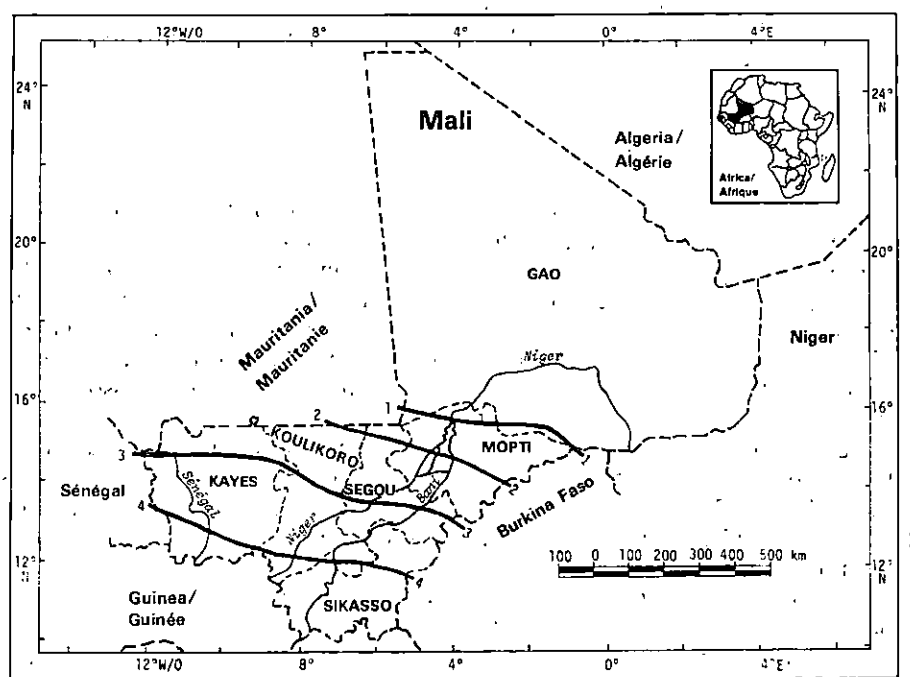 12°W/O 8° 4° 0° 4°E
24°
N
24°
N
Mali
Algeria/
Algérie
Africa/
Afrique
20°
20°
GAO
Mauritania/
Mauritanie
Niger
Niger
16°
16°
1
2
KOULIKORO
MOPTI
3
KAYES
SEGOU
Sénégal
Sénégal
Bani
Burkina Faso
4
Niger
12°
N
12°
N
100 0 100 200 300 400 500 km
Guinea/
Guinée
SIKASSO
12°W/O 8° 4° 0° 4°E